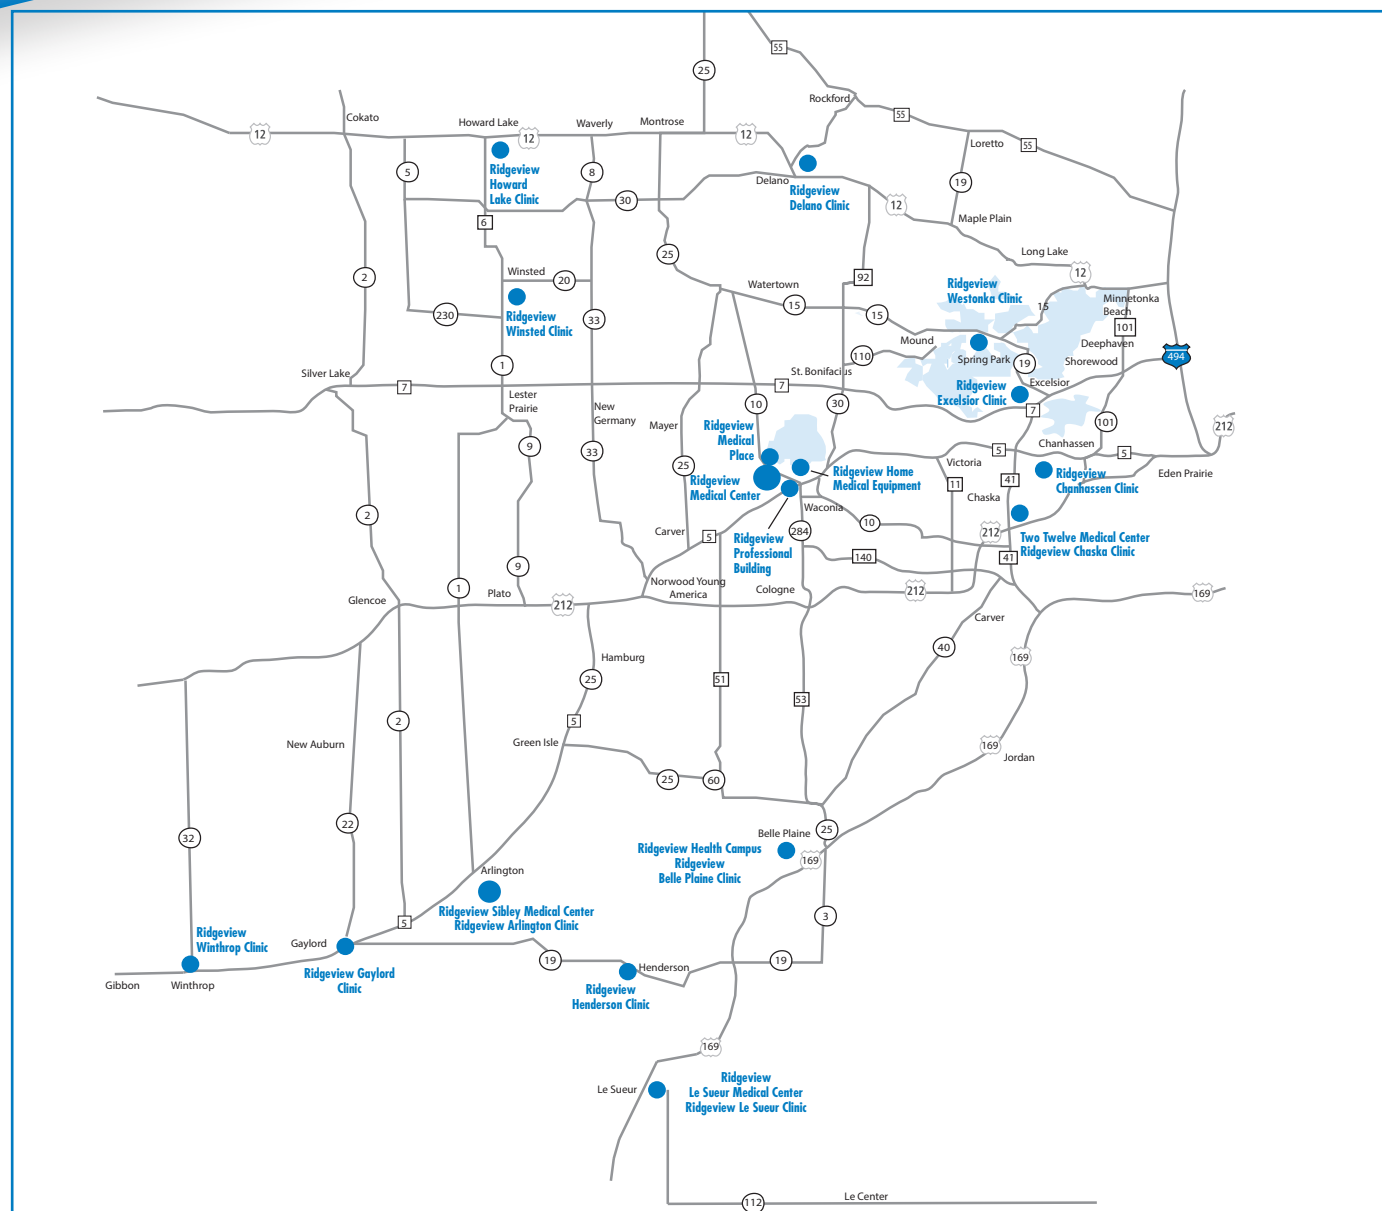 55
25
Rockford
55
Cokato
Howard Lake
Waverly
Montrose
12
12
12
Loretto
55
5
8
Ridgeview
Howard
Lake Clinic
Delano
Ridgeview
Delano Clinic
19
30
12
6
Maple Plain
25
Long Lake
2
Winsted
20
92
12
Ridgeview
Westonka Clinic
Watertown
Ridgeview
Winsted Clinic
230
33
15
15
15
Minnetonka
Beach
101
Mound
Deephaven
110
Spring Park
19
Shorewood
494
1
Silver Lake
7
7
St. Bonifacius
Ridgeview
Excelsior Clinic
Excelsior
7
Lester
Prairie
New
Germany
10
30
Mayer
Ridgeview
Medical
Place
101
212
9
33
Chanhassen
5
5
25
Ridgeview
Medical Center
Ridgeview Home
Medical Equipment
Victoria
11
41
Ridgeview
Chanhassen Clinic
Eden Prairie
Chaska
2
Waconia
10
Carver
5
284
212
Two Twelve Medical Center
Ridgeview Chaska Clinic
Ridgeview
Professional
Building
140
41
9
1
Plato
Norwood Young
America
Cologne
212
169
Glencoe
212
Carver
40
169
Hamburg
25
51
53
2
5
New Auburn
Green Isle
169
Jordan
25
60
22
32
Belle Plaine
25
Ridgeview Health Campus
Ridgeview
Belle Plaine Clinic
169
Arlington
Ridgeview Sibley Medical Center
Ridgeview Arlington Clinic
3
5
Ridgeview
Winthrop Clinic
Gaylord
19
Henderson
19
Gibbon
Winthrop
Ridgeview Gaylord
Clinic
Ridgeview
Henderson Clinic
169
Le Sueur
Ridgeview
Le Sueur Medical Center
Ridgeview Le Sueur Clinic
112
Le Center